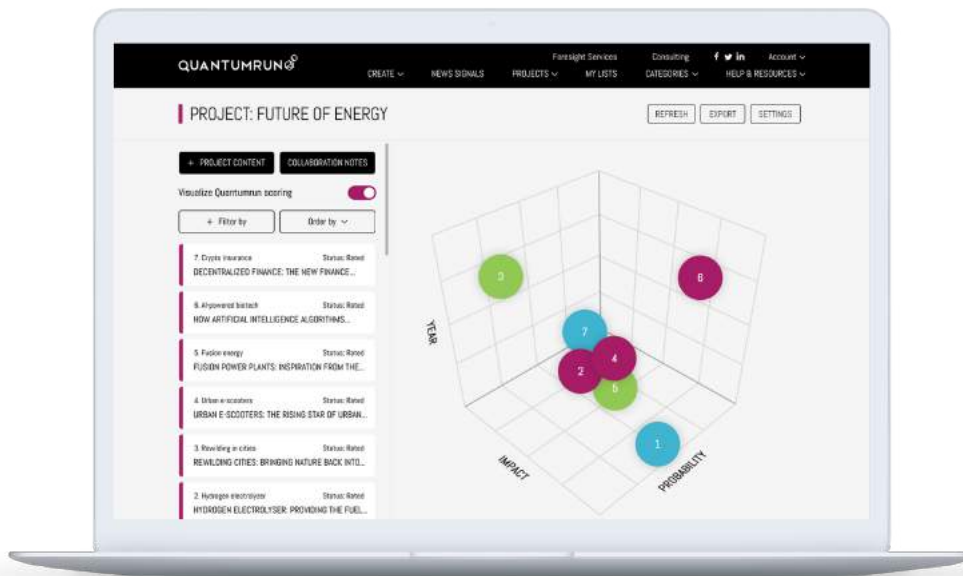 QUANTUMRUN
Foresight Services Consulting Account
CREATE NEWS SIGNALS PROJECTS MY LISTS CATEGORIES HELP & RESOURCES
PROJECT: FUTURE OF ENERGY
REFRESH EXPORT SETTINGS
+ PROJECT CONTENT COLLABORATION NOTES
Visualize Quantumrun scoring
+ Filter by Order by
7. Crypto insurance Status: Rated
DECENTRALIZED FINANCE: THE NEW FINANCE...
6. AI-powered biotech Status: Rated
HOW ARTIFICIAL INTELLIGENCE ALGORITHMS...
5. Fusion energy Status: Rated
FUSION POWER PLANTS: INSPIRATION FROM THE...
4. Urban e-scooters Status: Rated
URBAN E-SCOOTERS: THE RISING STAR OF URBAN...
3. Rewilding in cities Status: Rated
REWILDING CITIES: BRINGING NATURE BACK INTO...
2. Hydrogen electrolyzer Status: Rated
HYDROGEN ELECTROLYSER: PROVIDING THE FUEL...
3
6
7
4
2
5
1
YEAR
IMPACT
PROBABILITY